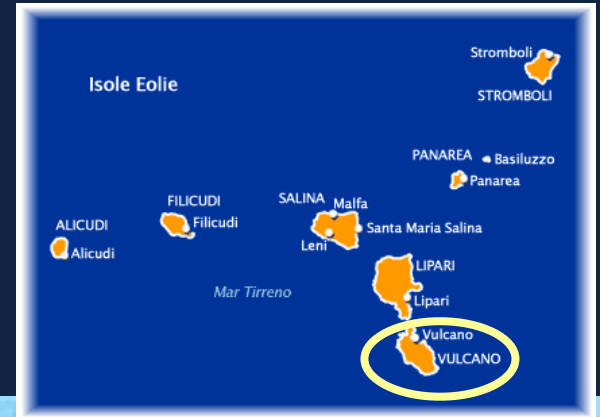 Isole Eolie
Stromboli
STROMBOLI
PANAREA
Basiluzzo
Panarea
SALINA
Malfa
FILICUDI
Filicudi
Santa Maria Salina
ALICUDI
Leni
Alicudi
LIPARI
Mar Tirreno
Lipari
Vulcano
VULCANO